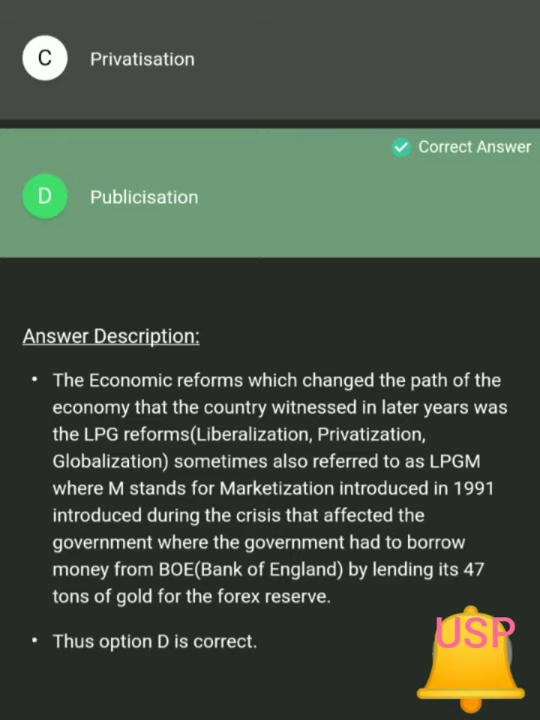 C Privatisation
Correct Answer
D Publicisation
Answer Description:
• The Economic reforms which changed the path of the
economy that the country witnessed in later years was
the LPG reforms(Liberalization, Privatization,
Globalization) sometimes also referred to as LPGM
where M stands for Marketization introduced in 1991
introduced during the crisis that affected the
government where the government had to borrow
money from BOE(Bank of England) by lending its 47
tons of gold for the forex reserve.
• Thus option D is correct.
USP